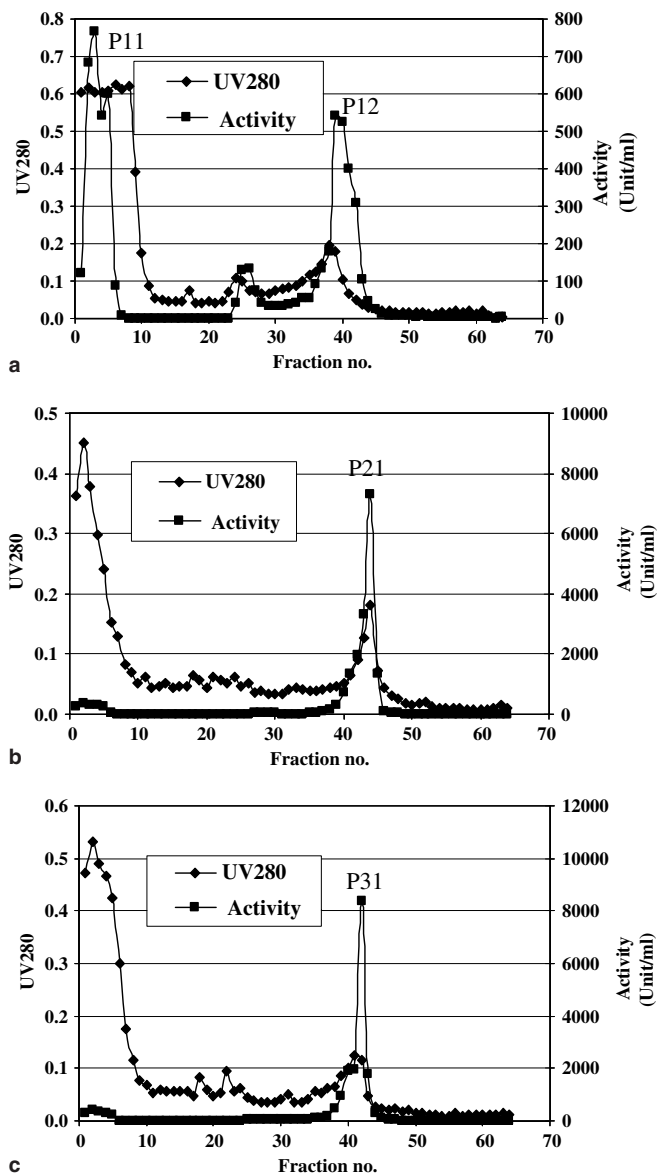 P11
P12
UV280
Activity
0.8
0.7
0.6
0.5
0.4
0.3
0.2
0.1
0.0
800
700
600
500
400
300
200
100
0
0
10
20
30
40
50
60
70
UV280
Activity
(Unit/ml)
Fraction no.
a
P21
UV280
Activity
0.5
0.4
0.3
0.2
0.1
0.0
10000
8000
6000
4000
2000
0
0
10
20
30
40
50
60
70
UV280
Activity
(Unit/ml)
Fraction no.
b
P31
UV280
Activity
0.6
0.5
0.4
0.3
0.2
0.1
0.0
12000
10000
8000
6000
4000
2000
0
0
10
20
30
40
50
60
70
UV280
Activity
(Unit/ml)
Fraction no.
c